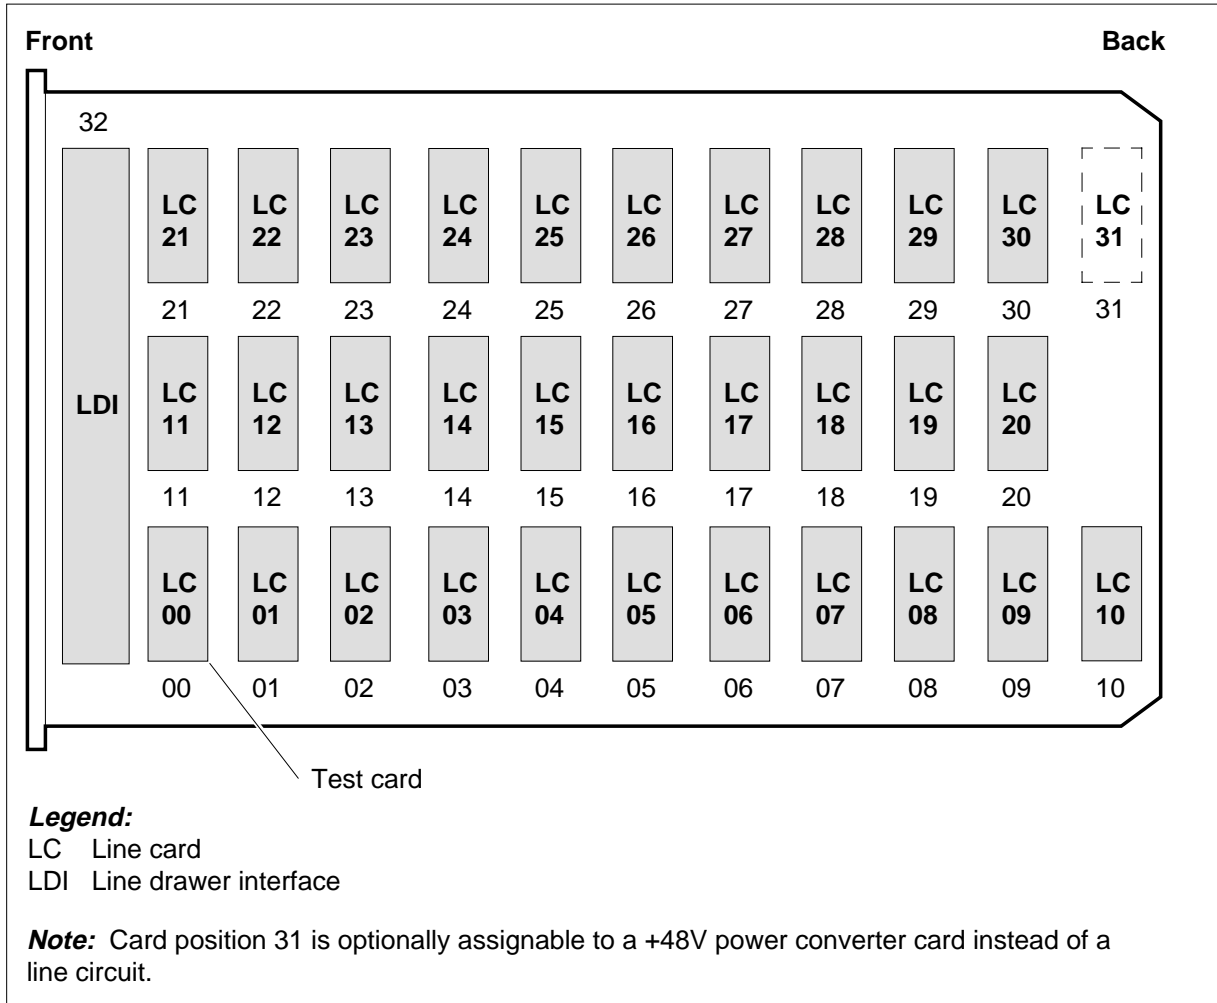 Front Back
32
LC LC LC LC LC LC LC LC LC LC LC
21 22 23 24 25 26 27 28 29 30 31
21 22 23 24 25 26 27 28 29 30 31
LDI
LC LC LC LC LC LC LC LC LC LC
11 12 13 14 15 16 17 18 19 20
11 12 13 14 15 16 17 18 19 20
LC LC LC LC LC LC LC LC LC LC LC
00 01 02 03 04 05 06 07 08 09 10
00 01 02 03 04 05 06 07 08 09 10
Test card
Legend:
LC Line card
LDI Line drawer interface
Note: Card position 31 is optionally assignable to a +48V power converter card instead of a
line circuit.